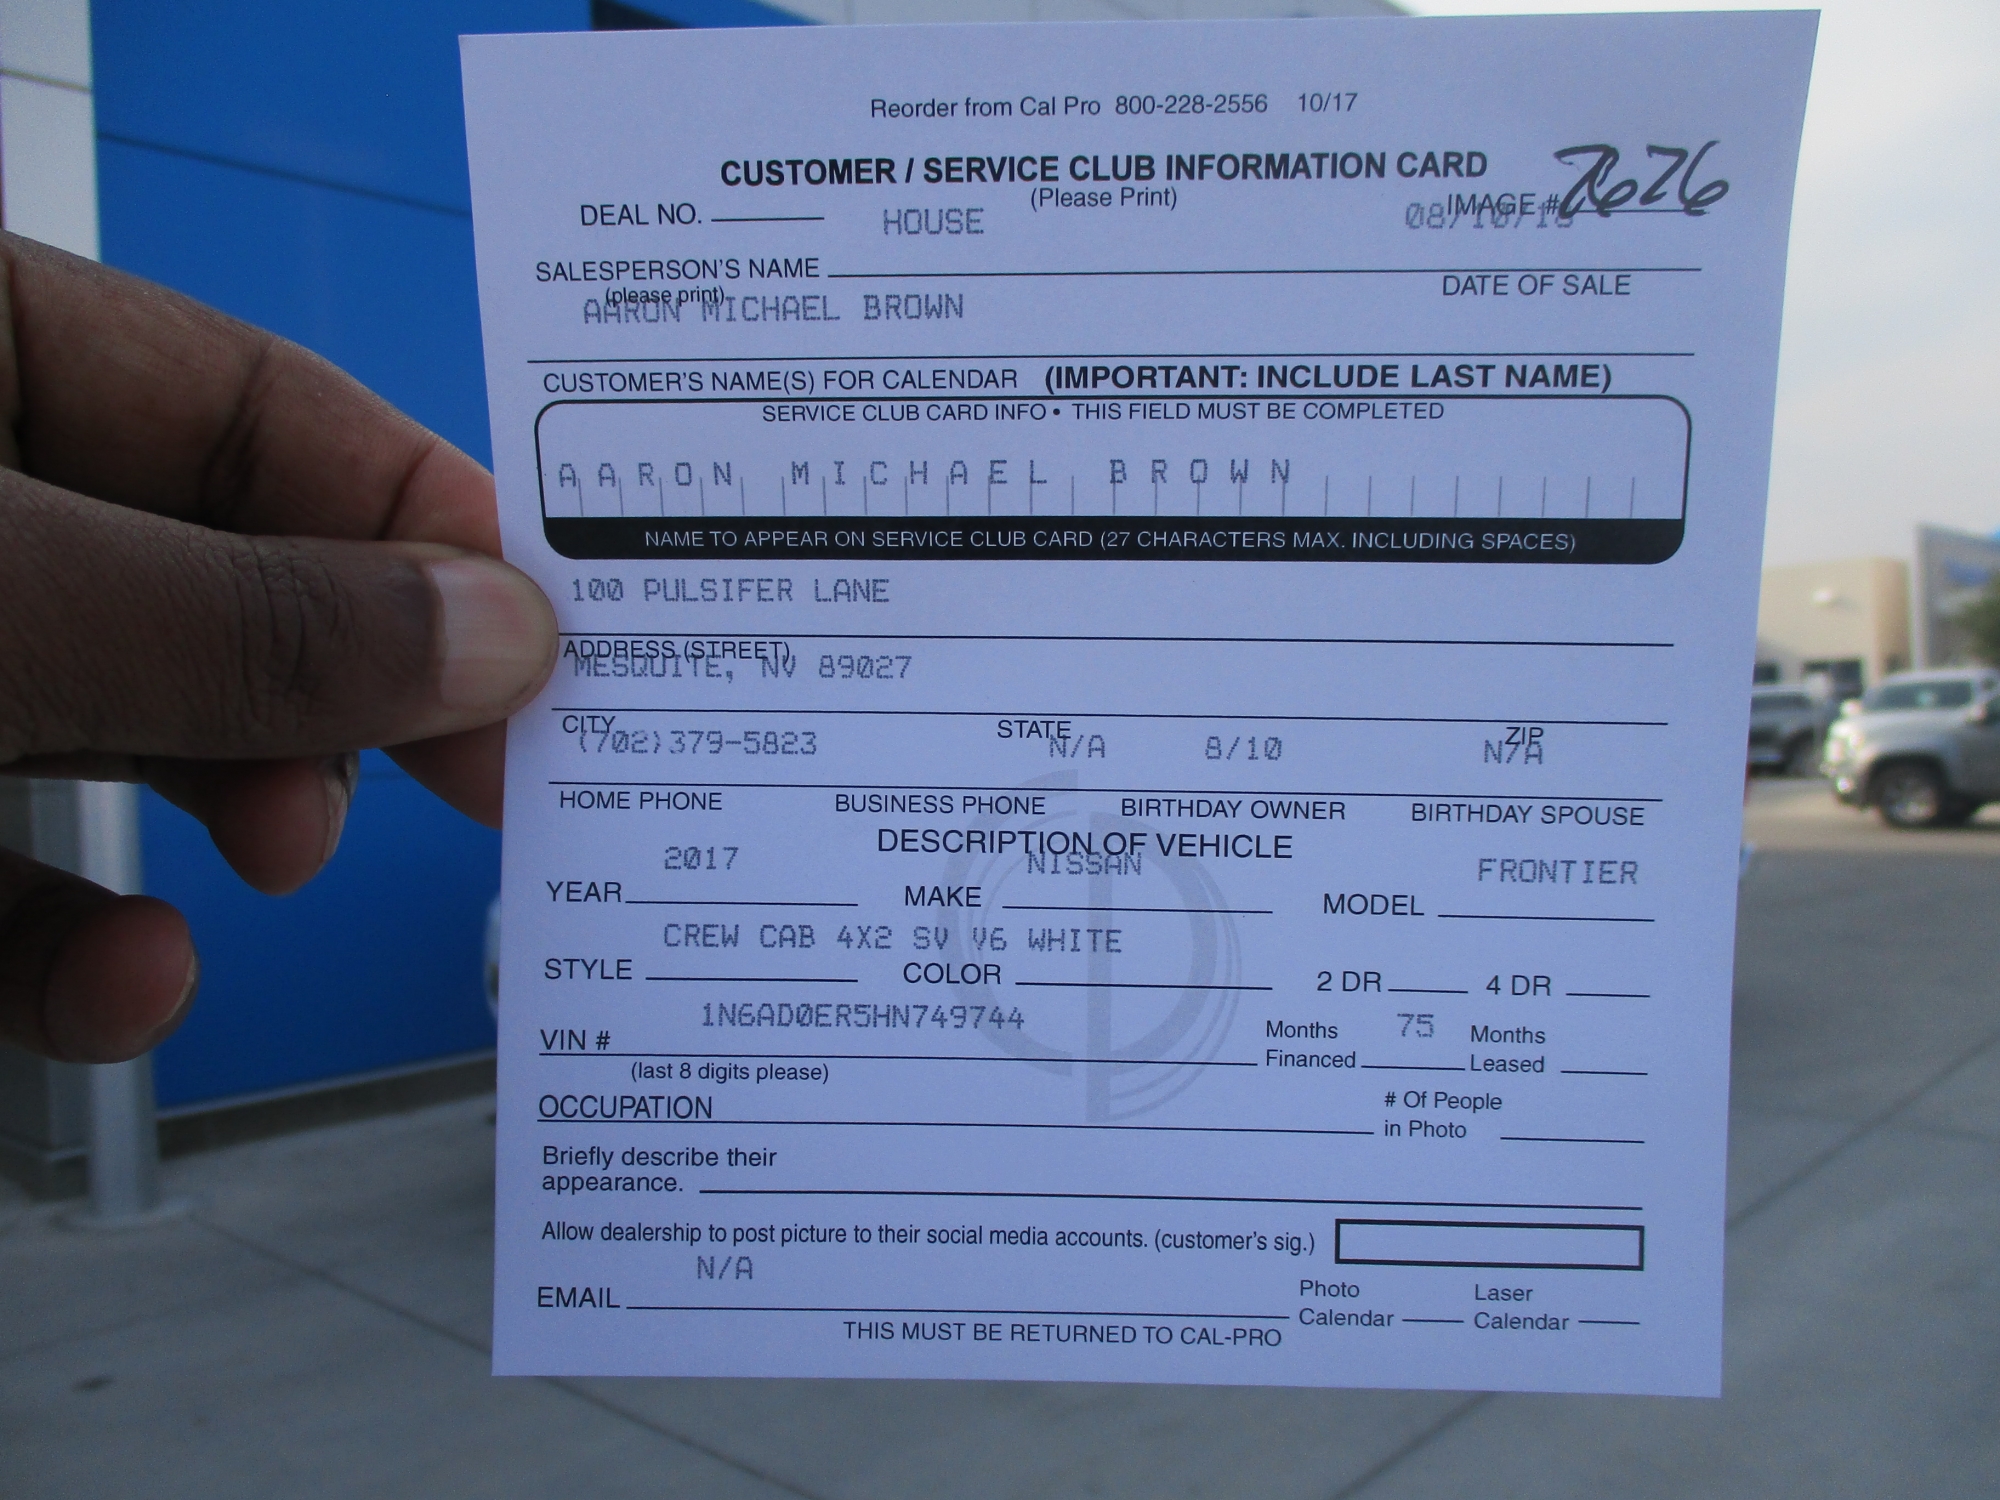 Reorder from Cal Pro 800-228-2556 10/17
CUSTOMER / SERVICE CLUB INFORMATION CARD
(Please Print)
IMAGE # 7676
DEAL NO. HOUSE 08/10/18
SALESPERSON'S NAME
(please print)
DATE OF SALE
AARON MICHAEL BROWN
CUSTOMER'S NAME(S) FOR CALENDAR (IMPORTANT: INCLUDE LAST NAME)
SERVICE CLUB CARD INFO • THIS FIELD MUST BE COMPLETED
AARON MICHAEL BROWN
NAME TO APPEAR ON SERVICE CLUB CARD (27 CHARACTERS MAX. INCLUDING SPACES)
100 PULSIFER LANE
ADDRESS (STREET)
MESQUITE, NV 89027
CITY STATE ZIP
(702)379-5823 N/A 8/10 N/A
HOME PHONE BUSINESS PHONE BIRTHDAY OWNER BIRTHDAY SPOUSE
DESCRIPTION OF VEHICLE
2017 NISSAN FRONTIER
YEAR MAKE MODEL
CREW CAB 4X2 SV V6 WHITE
STYLE COLOR 2 DR 4 DR
1N6AD0ER5HN749744
VIN # Months Financed 75 Months Leased
(last 8 digits please)
OCCUPATION # Of People in Photo
Briefly describe their
appearance.
Allow dealership to post picture to their social media accounts. (customer's sig.)
N/A
EMAIL Photo Calendar Laser Calendar
THIS MUST BE RETURNED TO CAL-PRO